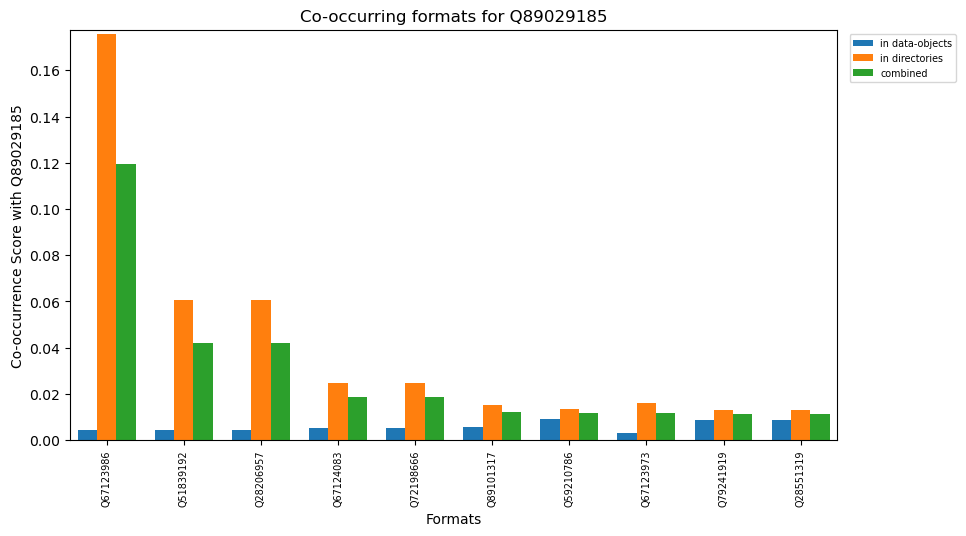 Co-occurring formats for Q89029185
in data-objects
in directories
combined
Co-occurrence Score with Q89029185
0.16
0.14
0.12
0.10
0.08
0.06
0.04
0.02
0.00
Q67123986
Q51839192
Q28206957
Q67124083
Q72198666
Q89101317
Q59210786
Q67123973
Q79241919
Q28551319
Formats